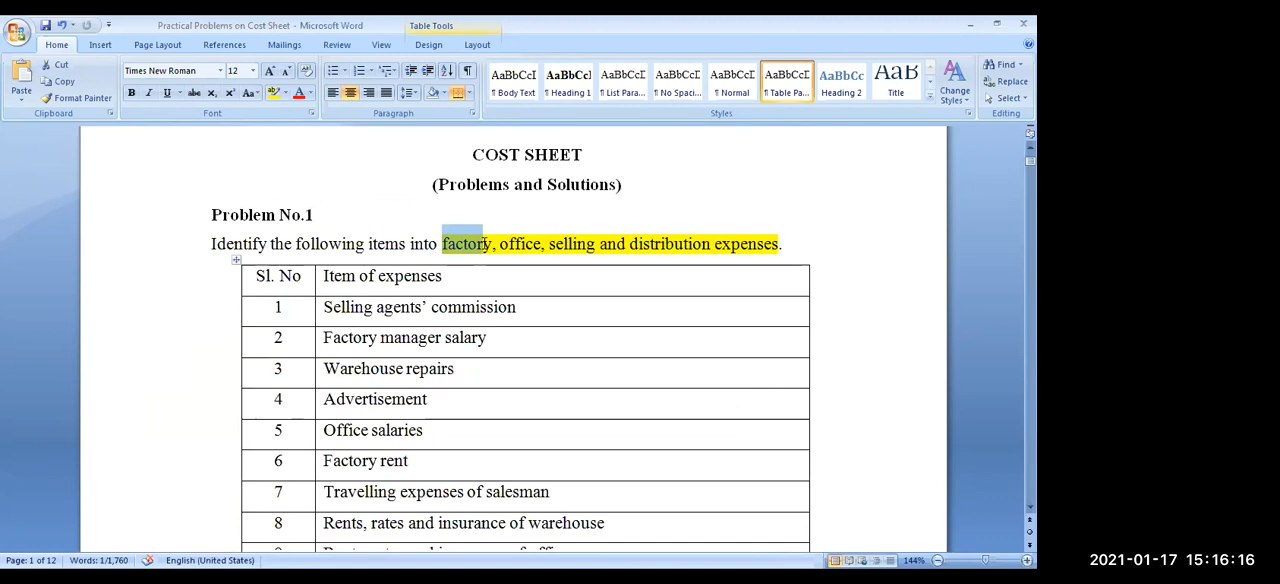 Practical Problems on Cost Sheet - Microsoft Word
Table Tools
Home Insert Page Layout References Mailings Review View Design Layout
Cut
Copy
Format Painter
Paste
Clipboard
Times New Roman 12
Font
Paragraph
AaBbCcI AaBbCcI AaBbCcI AaBbCcI AaBbCcI AaBbCcI AaBbCc AaB
¶ Body Text ¶ Heading 1 ¶ List Para... ¶ No Spaci... ¶ Normal ¶ Table Pa... ¶ Heading 2 Title
Change Styles
Styles
Find
Replace
Select
Editing
COST SHEET
(Problems and Solutions)
Problem No.1
Identify the following items into factory, office, selling and distribution expenses.
Sl. No Item of expenses
1 Selling agents’ commission
2 Factory manager salary
3 Warehouse repairs
4 Advertisement
5 Office salaries
6 Factory rent
7 Travelling expenses of salesman
8 Rents, rates and insurance of warehouse
Page: 1 of 12 Words: 1/1,760 English (United States) 144%
2021-01-17 15:16:16